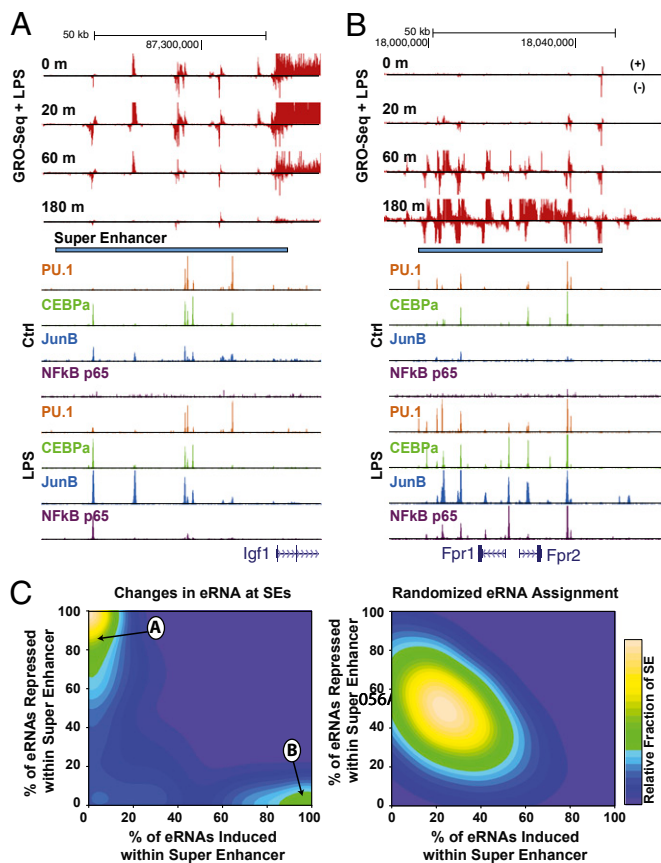 A
50 kb
87,300,000
GRO-Seq + LPS
0 m
20 m
60 m
180 m
Super Enhancer
Ctrl
PU.1
CEBPa
JunB
NFkB p65
LPS
PU.1
CEBPa
JunB
NFkB p65
Igf1
B
50 kb
18,000,000
18,040,000
GRO-Seq + LPS
0 m
(+)
(-)
20 m
60 m
180 m
Ctrl
PU.1
CEBPa
JunB
NFkB p65
LPS
PU.1
CEBPa
JunB
NFkB p65
Fpr1
Fpr2
C
Changes in eRNA at SEs
% of eRNAs Repressed
within Super Enhancer
100
80
60
40
20
0
A
B
0 20 40 60 80 100
% of eRNAs Induced
within Super Enhancer
Randomized eRNA Assignment
% of eRNAs Repressed
within Super Enhancer
100
80
60
40
20
0
0 20 40 60 80 100
% of eRNAs Induced
within Super Enhancer
Relative Fraction of SE